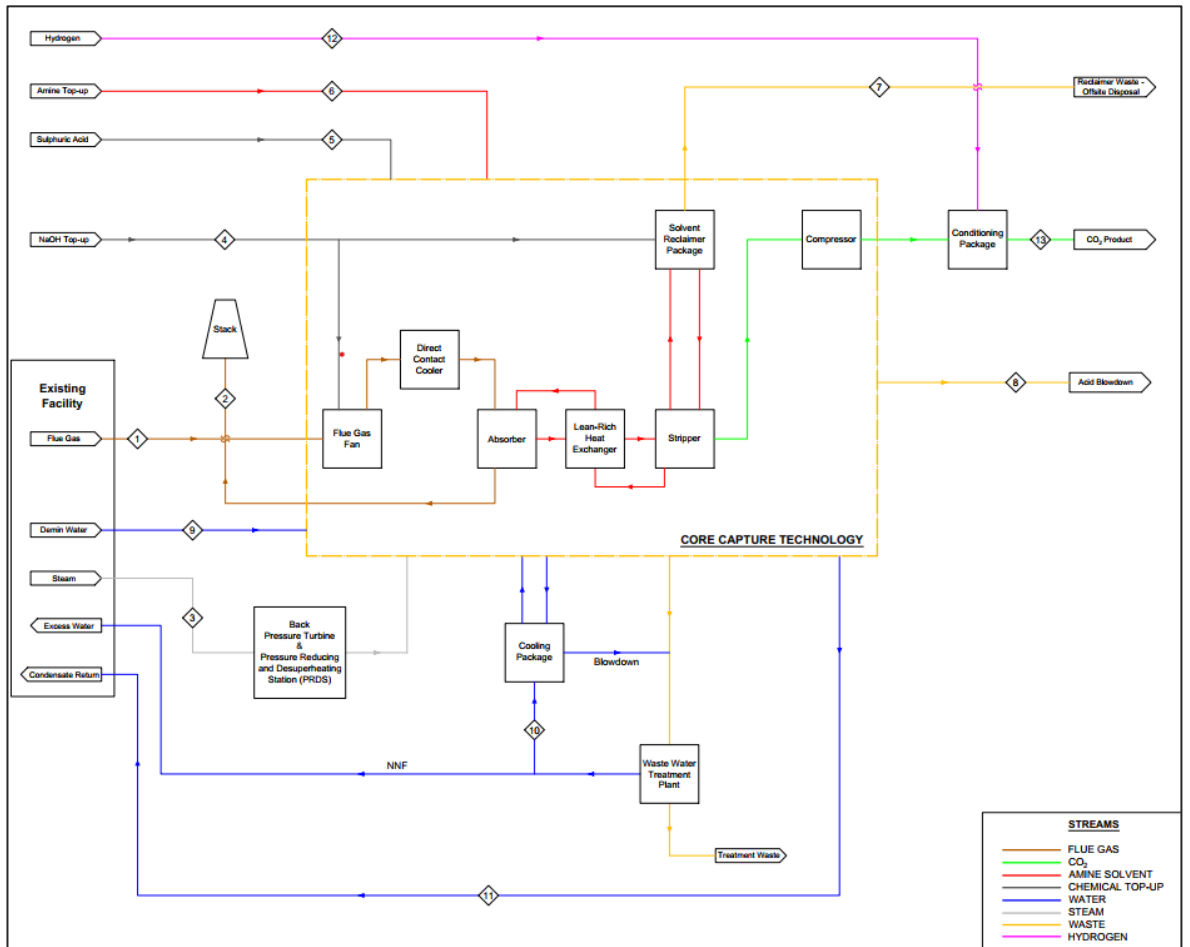 Hydrogen
12
Amine Top-up
6
7
Reclaimer Waste -
Offsite Disposal
Sulphuric Acid
5
NaOH Top-up
4
Solvent
Reclaimer
Package
Compressor
Conditioning
Package
13
CO2 Product
Stack
Direct
Contact
Cooler
Existing
Facility
2
8
Acid Blowdown
Flue Gas
1
Flue Gas
Fan
Absorber
Lean-Rich
Heat
Exchanger
Stripper
Demin Water
9
CORE CAPTURE TECHNOLOGY
Steam
3
Excess Water
Condensate Return
Back
Pressure Turbine
&
Pressure Reducing
and Desuperheating
Station (PRDS)
Cooling
Package
Blowdown
10
NNF
Waste Water
Treatment
Plant
Treatment Waste
11
STREAMS
FLUE GAS
CO2
AMINE SOLVENT
CHEMICAL TOP-UP
WATER
STEAM
WASTE
HYDROGEN